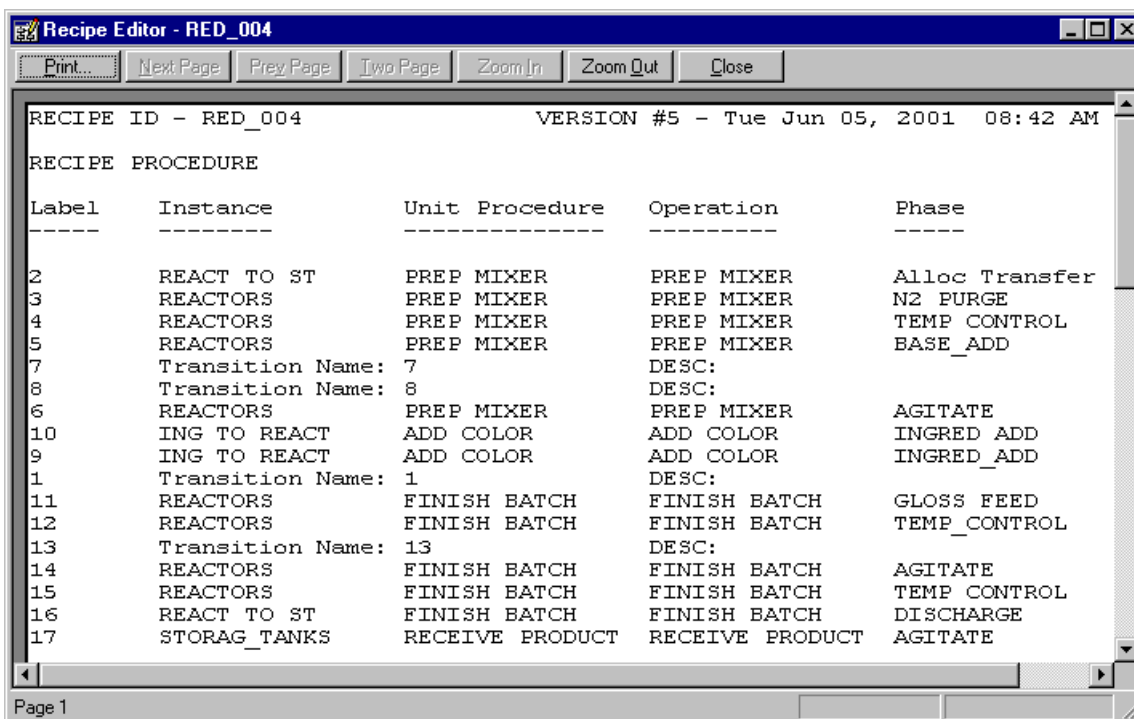 Recipe Editor - RED_004
Print... Next Page Prev Page Two Page Zoom In Zoom Out Close
RECIPE ID - RED_004 VERSION #5 - Tue Jun 05, 2001 08:42 AM
RECIPE PROCEDURE
Label Instance Unit Procedure Operation Phase
----- -------- -------------- --------- -----
2 REACT TO ST PREP MIXER PREP MIXER Alloc Transfer
3 REACTORS PREP MIXER PREP MIXER N2 PURGE
4 REACTORS PREP MIXER PREP MIXER TEMP CONTROL
5 REACTORS PREP MIXER PREP MIXER BASE_ADD
7 Transition Name: 7 DESC:
8 Transition Name: 8 DESC:
6 REACTORS PREP MIXER PREP MIXER AGITATE
10 ING TO REACT ADD COLOR ADD COLOR INGRED ADD
9 ING TO REACT ADD COLOR ADD COLOR INGRED_ADD
1 Transition Name: 1 DESC:
11 REACTORS FINISH BATCH FINISH BATCH GLOSS FEED
12 REACTORS FINISH BATCH FINISH BATCH TEMP_CONTROL
13 Transition Name: 13 DESC:
14 REACTORS FINISH BATCH FINISH BATCH AGITATE
15 REACTORS FINISH BATCH FINISH BATCH TEMP CONTROL
16 REACT TO ST FINISH BATCH FINISH BATCH DISCHARGE
17 STORAG_TANKS RECEIVE PRODUCT RECEIVE PRODUCT AGITATE
Page 1